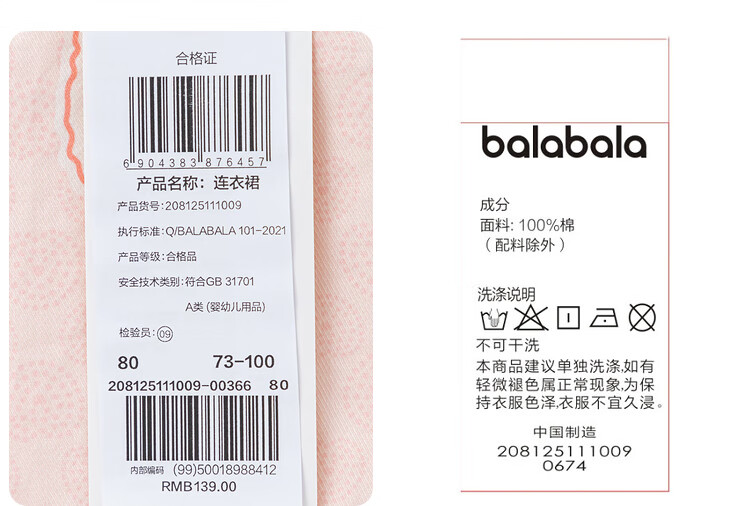 合格证
6904383876457
产品名称：连衣裙
产品货号：208125111009
执行标准：Q/BALABALA 101-2021
产品等级：合格品
安全技术类别：符合GB 31701
A类 (婴幼儿用品)
检验员：09
80 73-100
208125111009-00366 80
内部编码 (99)50018988412
RMB139.00
balabala
成分
面料: 100%棉
（配料除外）
洗涤说明
不可干洗
本商品建议单独洗涤,如有
轻微褪色属正常现象,为保
持衣服色泽,衣服不宜久浸。
中国制造
208125111009
0674